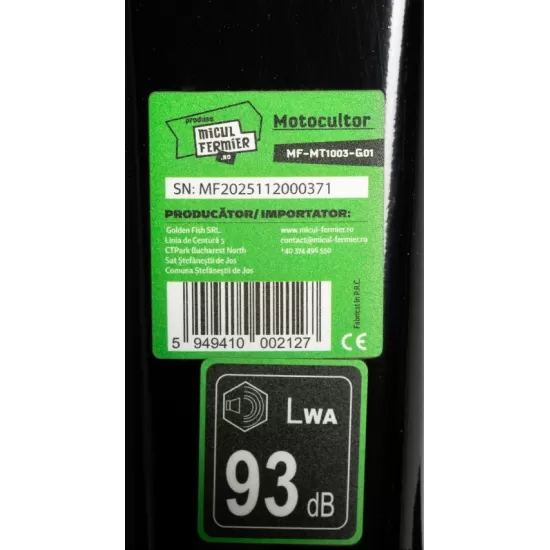 produse
MICUL
FERMIER
.RO
Motocultor
MF-MT1003-G01
SN: MF2025112000371
PRODUCĂTOR/IMPORTATOR:
Golden Fish SRL.
Linia de Centură 5
CTPark Bucharest North
Sat Ștefăneștii de Jos
Comuna Ștefăneștii de Jos
www.micul-fermier.ro
contact@micul-fermier.ro
+40 374 496 550
Fabricat în P.R.C.
5 949410 002127
CE
LWA
93 dB